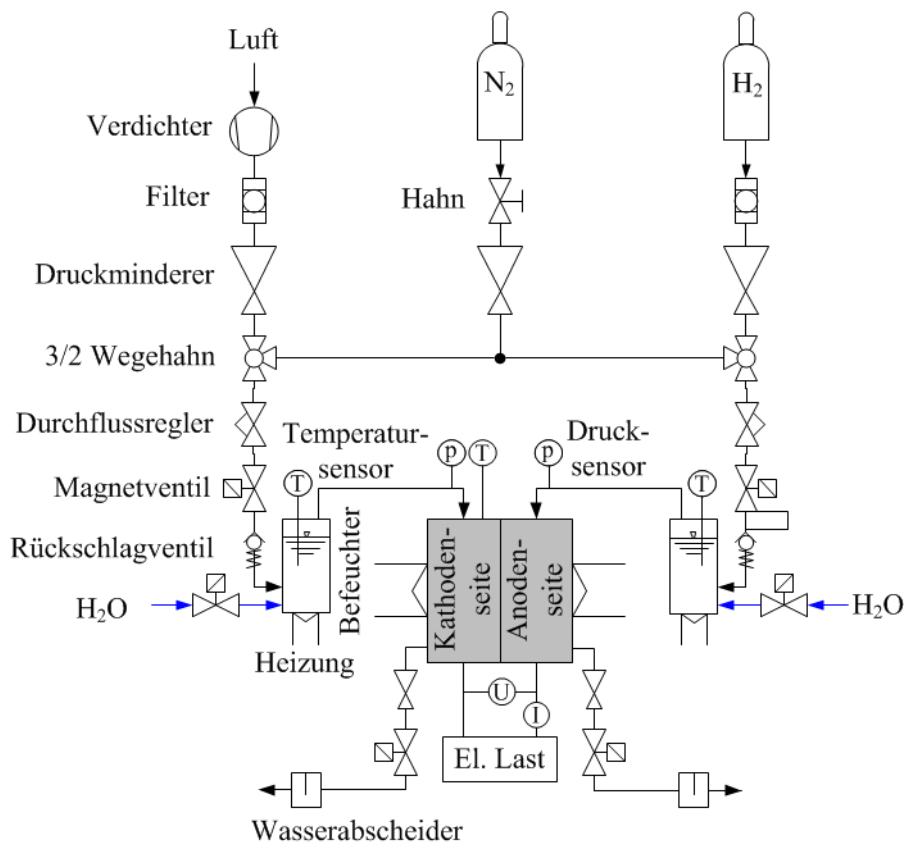 Luft
N2
H2
Verdichter
Filter
Hahn
Druckminderer
3/2 Wegehahn
Durchflussregler
Temperatur-
sensor
p
T
p
Druck-
sensor
Magnetventil
T
T
Rückschlagventil
Befeuchter
Kathoden-
seite
Anoden-
seite
H2O
H2O
Heizung
U
I
El. Last
Wasserabscheider